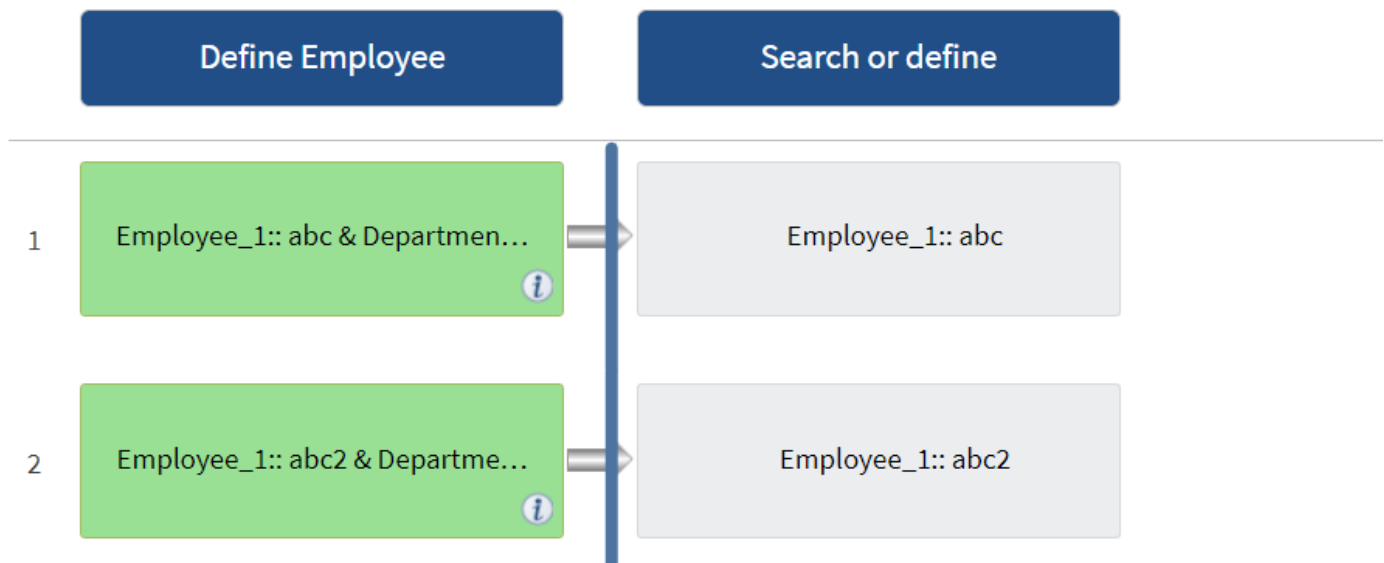 Define Employee
Search or define
1
Employee_1:: abc & Departmen...
i
Employee_1:: abc
2
Employee_1:: abc2 & Departme...
i
Employee_1:: abc2